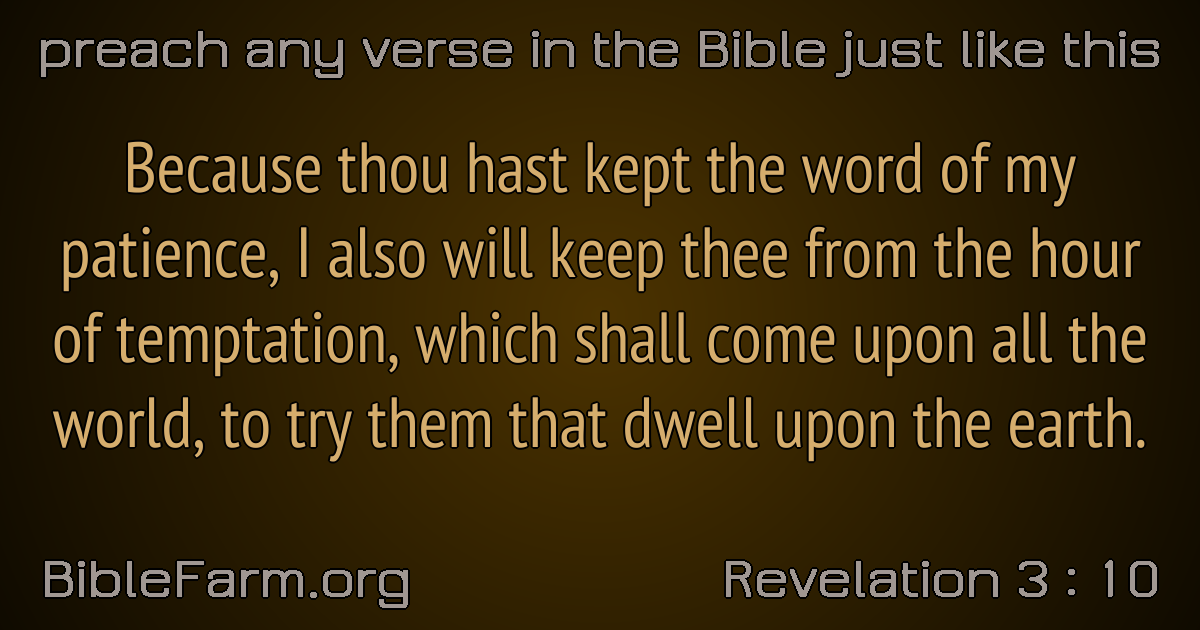 preach any verse in the Bible just like this
Because thou hast kept the word of my
patience, I also will keep thee from the hour
of temptation, which shall come upon all the
world, to try them that dwell upon the earth.
BibleFarm.org
Revelation 3 : 10